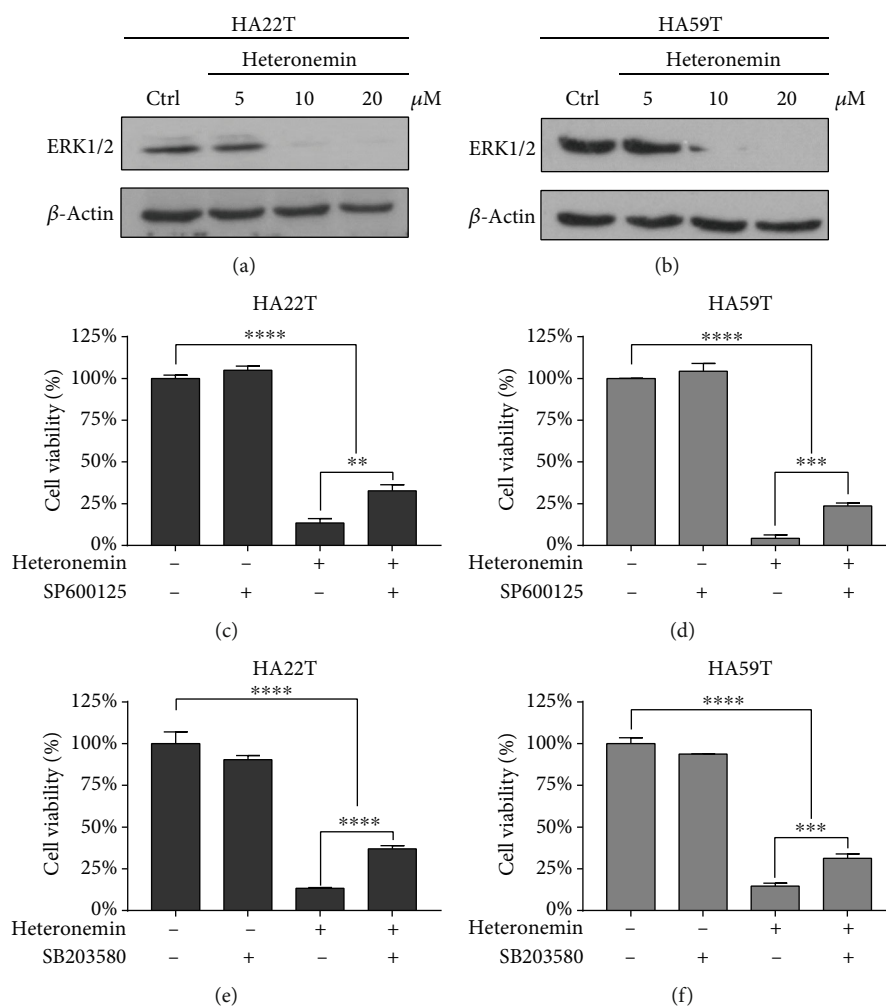 HA22T
Heteronemin
Ctrl 5 10 20 μM
ERK1/2
β-Actin
(a)
HA59T
Heteronemin
Ctrl 5 10 20 μM
ERK1/2
β-Actin
(b)
HA22T
125%
100%
75%
50%
25%
0%
Cell viability (%)
****
**
Heteronemin – – + +
SP600125 – + – +
(c)
HA59T
125%
100%
75%
50%
25%
0%
Cell viability (%)
****
***
Heteronemin – – + +
SP600125 – + – +
(d)
HA22T
125%
100%
75%
50%
25%
0%
Cell viability (%)
****
****
Heteronemin – – + +
SB203580 – + – +
(e)
HA59T
125%
100%
75%
50%
25%
0%
Cell viability (%)
****
***
Heteronemin – – + +
SB203580 – + – +
(f)